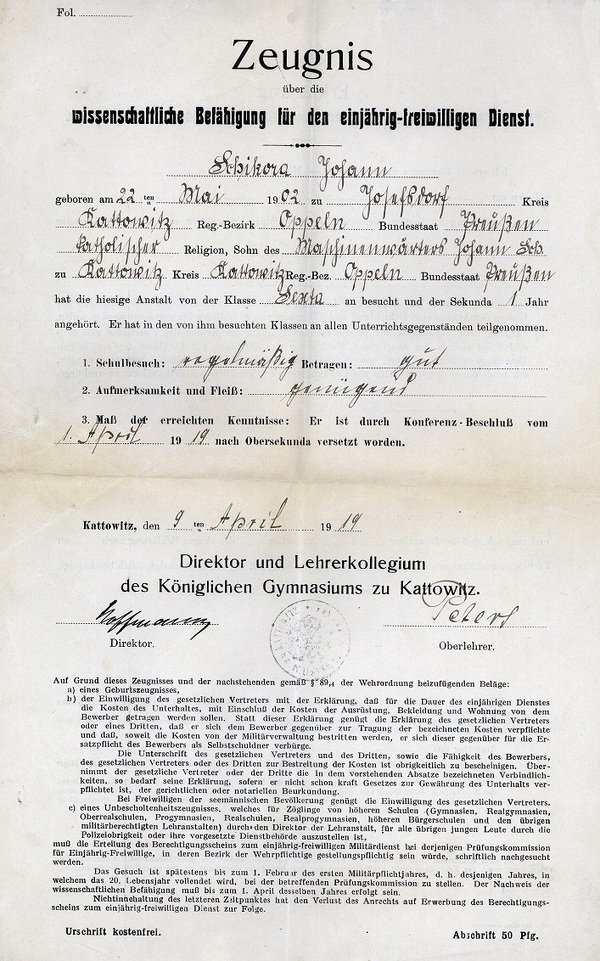 Fol.
Zeugnis
über die
wissenschaftliche Befähigung für den einjährig-freiwilligen Dienst.
Schikora Johann
geboren am 22 ten Mai 1902 zu Josefsdorf Kreis
Kattowitz Reg.-Bezirk Oppeln Bundesstaat Preußen
katholischer Religion, Sohn des Maschinenwärters Johann Sch.
zu Kattowitz Kreis Kattowitz Reg.-Bez. Oppeln Bundesstaat Preußen
hat die hiesige Anstalt von der Klasse Sexta an besucht und der Sekunda 1 Jahr
angehört. Er hat in den von ihm besuchten Klassen an allen Unterrichtsgegenständen teilgenommen.
1. Schulbesuch: regelmäßig Betragen: gut
2. Aufmerksamkeit und Fleiß: genügend
3. Maß der erreichten Kenntnisse: Er ist durch Konferenz-Beschluß vom
1. April 1919 nach Obersekunda versetzt worden.
Kattowitz, den 9 ten April 1919
Direktor und Lehrerkollegium
des Königlichen Gymnasiums zu Kattowitz.
Hoffmann Peters
Direktor. Oberlehrer.
Auf Grund dieses Zeugnisses und der nachstehenden gemäß § 89,4 der Wehrordnung beizufügenden Beläge:
a) eines Geburtszeugnisses,
b) der Einwilligung des gesetzlichen Vertreters mit der Erklärung, daß für die Dauer des einjährigen Dienstes
die Kosten des Unterhaltes, mit Einschluß der Kosten der Ausrüstung, Bekleidung und Wohnung von dem
Bewerber getragen werden sollen. Statt dieser Erklärung genügt die Erklärung des gesetzlichen Vertreters
oder eines Dritten, daß er sich dem Bewerber gegenüber zur Tragung der bezeichneten Kosten verpflichte
und daß, soweit die Kosten von der Militärverwaltung bestritten werden, er sich dieser gegenüber für die Er-
satzpflicht des Bewerbers als Selbstschuldner verbürge.
Die Unterschrift des gesetzlichen Vertreters und des Dritten, sowie die Fähigkeit des Bewerbers,
des gesetzlichen Vertreters oder des Dritten zur Bestreitung der Kosten ist obrigkeitlich zu bescheinigen. Über-
nimmt der gesetzliche Vertreter oder der Dritte die in dem vorstehenden Absatze bezeichneten Verbindlich-
keiten, so bedarf seine Erklärung, sofern er nicht schon kraft Gesetzes zur Gewährung des Unterhalts ver-
pflichtet ist, der gerichtlichen oder notariellen Beurkundung.
Bei Freiwilligen der seemännischen Bevölkerung genügt die Einwilligung des gesetzlichen Vertreters.
c) eines Unbescholtenheitszeugnisses, welches für Zöglinge von höheren Schulen (Gymnasien, Realgymnasien,
Oberrealschulen, Progymnasien, Realschulen, Realprogymnasien, höheren Bürgerschulen und den übrigen
militärberechtigten Lehranstalten) durch den Direktor der Lehranstalt, für alle übrigen jungen Leute durch die
Polizeiobrigkeit oder ihre vorgesetzte Dienstbehörde auszustellen ist,
muß die Erteilung des Berechtigungsscheins zum einjährig-freiwilligen Militärdienst bei derjenigen Prüfungskommission
für Einjährig-Freiwillige, in deren Bezirk der Wehrpflichtige gestellungspflichtig sein würde, schriftlich nachgesucht
werden.
Das Gesuch ist spätestens bis zum 1. Februar des ersten Militärpflichtjahres, d. h. desjenigen Jahres, in
welchem das 20. Lebensjahr vollendet wird, bei der betreffenden Prüfungskommission zu stellen. Der Nachweis der
wissenschaftlichen Befähigung muß bis zum 1. April desselben Jahres erfolgt sein.
Nichtinnehaltung des letzteren Zeitpunktes hat den Verlust des Anrechts auf Erwerbung des Berechtigungs-
scheins zum einjährig-freiwilligen Dienst zur Folge.
Urschrift kostenfrei. Abschrift 50 Pfg.